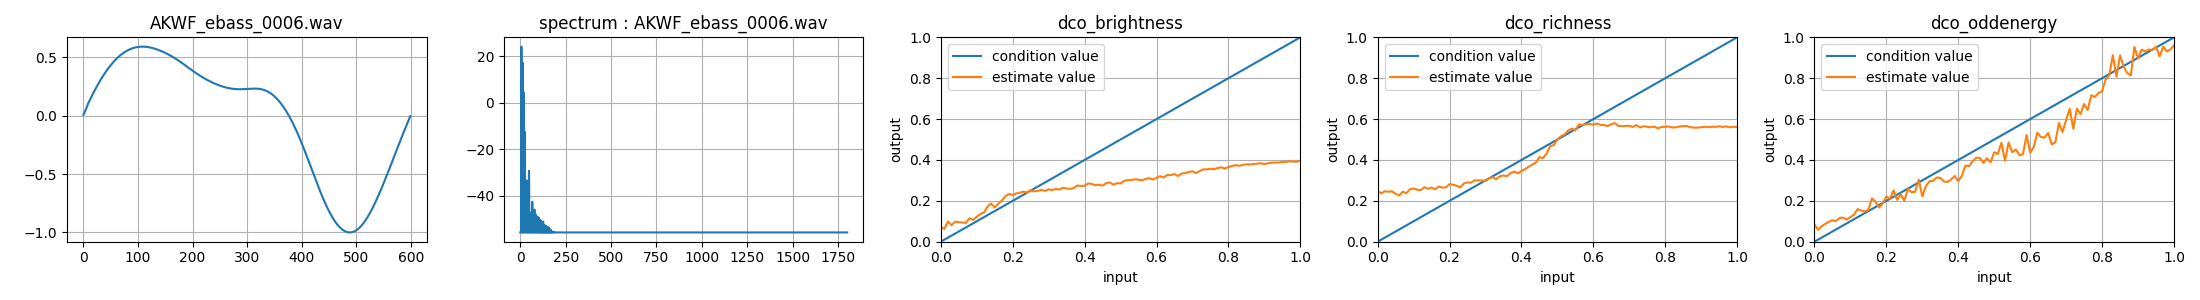 AKWF_ebass_0006.wav
0.5
0.0
−0.5
−1.0
0 100 200 300 400 500 600
spectrum : AKWF_ebass_0006.wav
20
0
−20
−40
0 250 500 750 1000 1250 1500 1750
dco_brightness
condition value
estimate value
output
1.0
0.8
0.6
0.4
0.2
0.0
0.0 0.2 0.4 0.6 0.8 1.0
input
dco_richness
condition value
estimate value
output
1.0
0.8
0.6
0.4
0.2
0.0
0.0 0.2 0.4 0.6 0.8 1.0
input
dco_oddenergy
condition value
estimate value
output
1.0
0.8
0.6
0.4
0.2
0.0
0.0 0.2 0.4 0.6 0.8 1.0
input